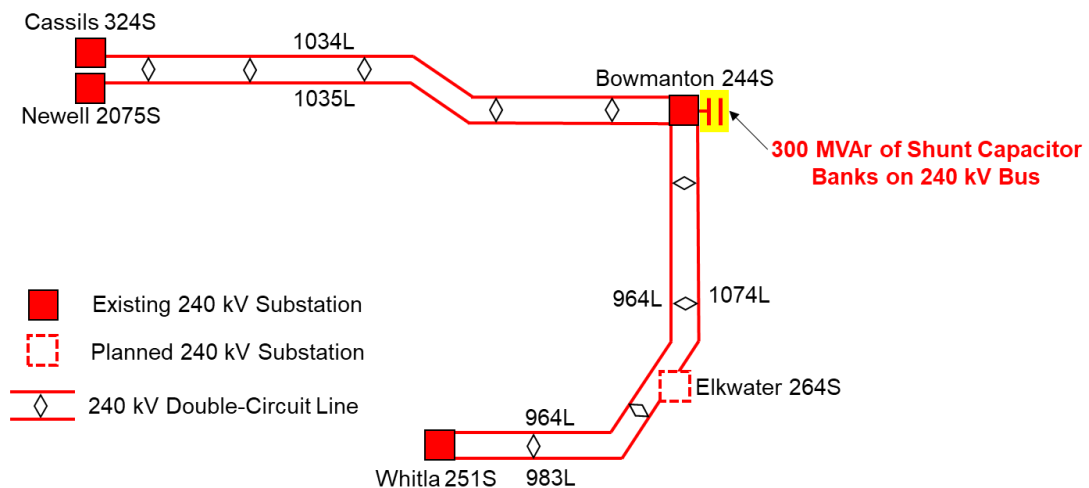 Cassils 324S
1034L
Newell 2075S
1035L
Bowmanton 244S
300 MVAr of Shunt Capacitor
Banks on 240 kV Bus
964L
1074L
Existing 240 kV Substation
Planned 240 kV Substation
240 kV Double-Circuit Line
Elkwater 264S
964L
Whitla 251S
983L